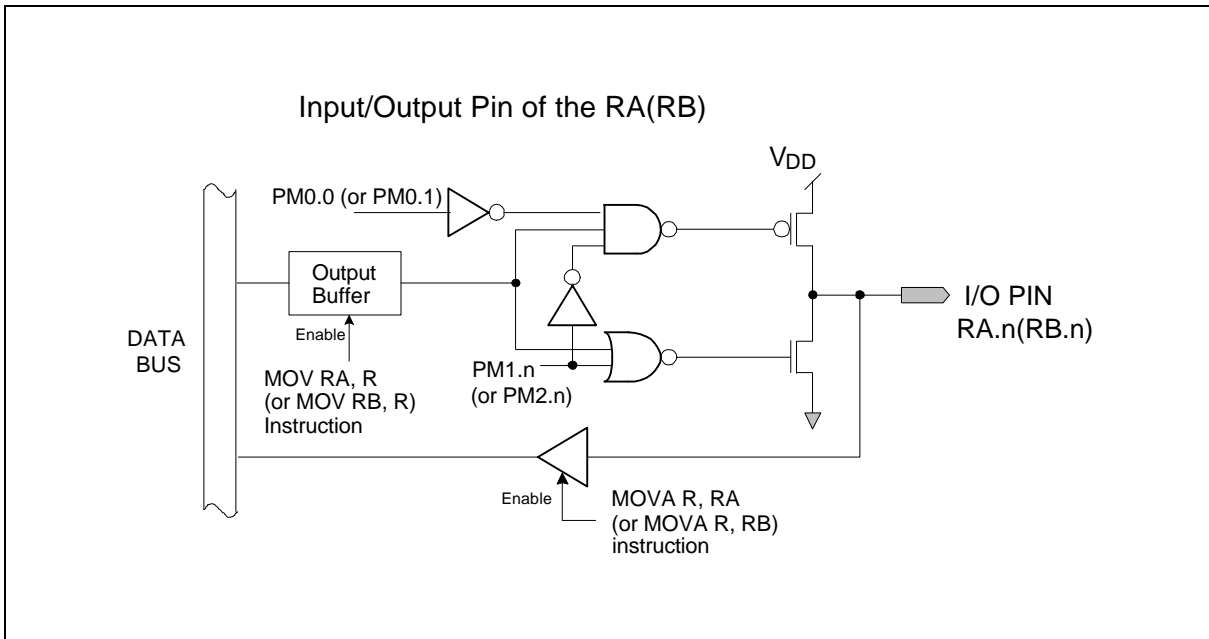 Input/Output Pin of the RA(RB)
VDD
PM0.0 (or PM0.1)
Output
Buffer
I/O PIN
RA.n(RB.n)
Enable
DATA
BUS
PM1.n
(or PM2.n)
MOV RA, R
(or MOV RB, R)
Instruction
Enable
MOVA R, RA
(or MOVA R, RB)
instruction